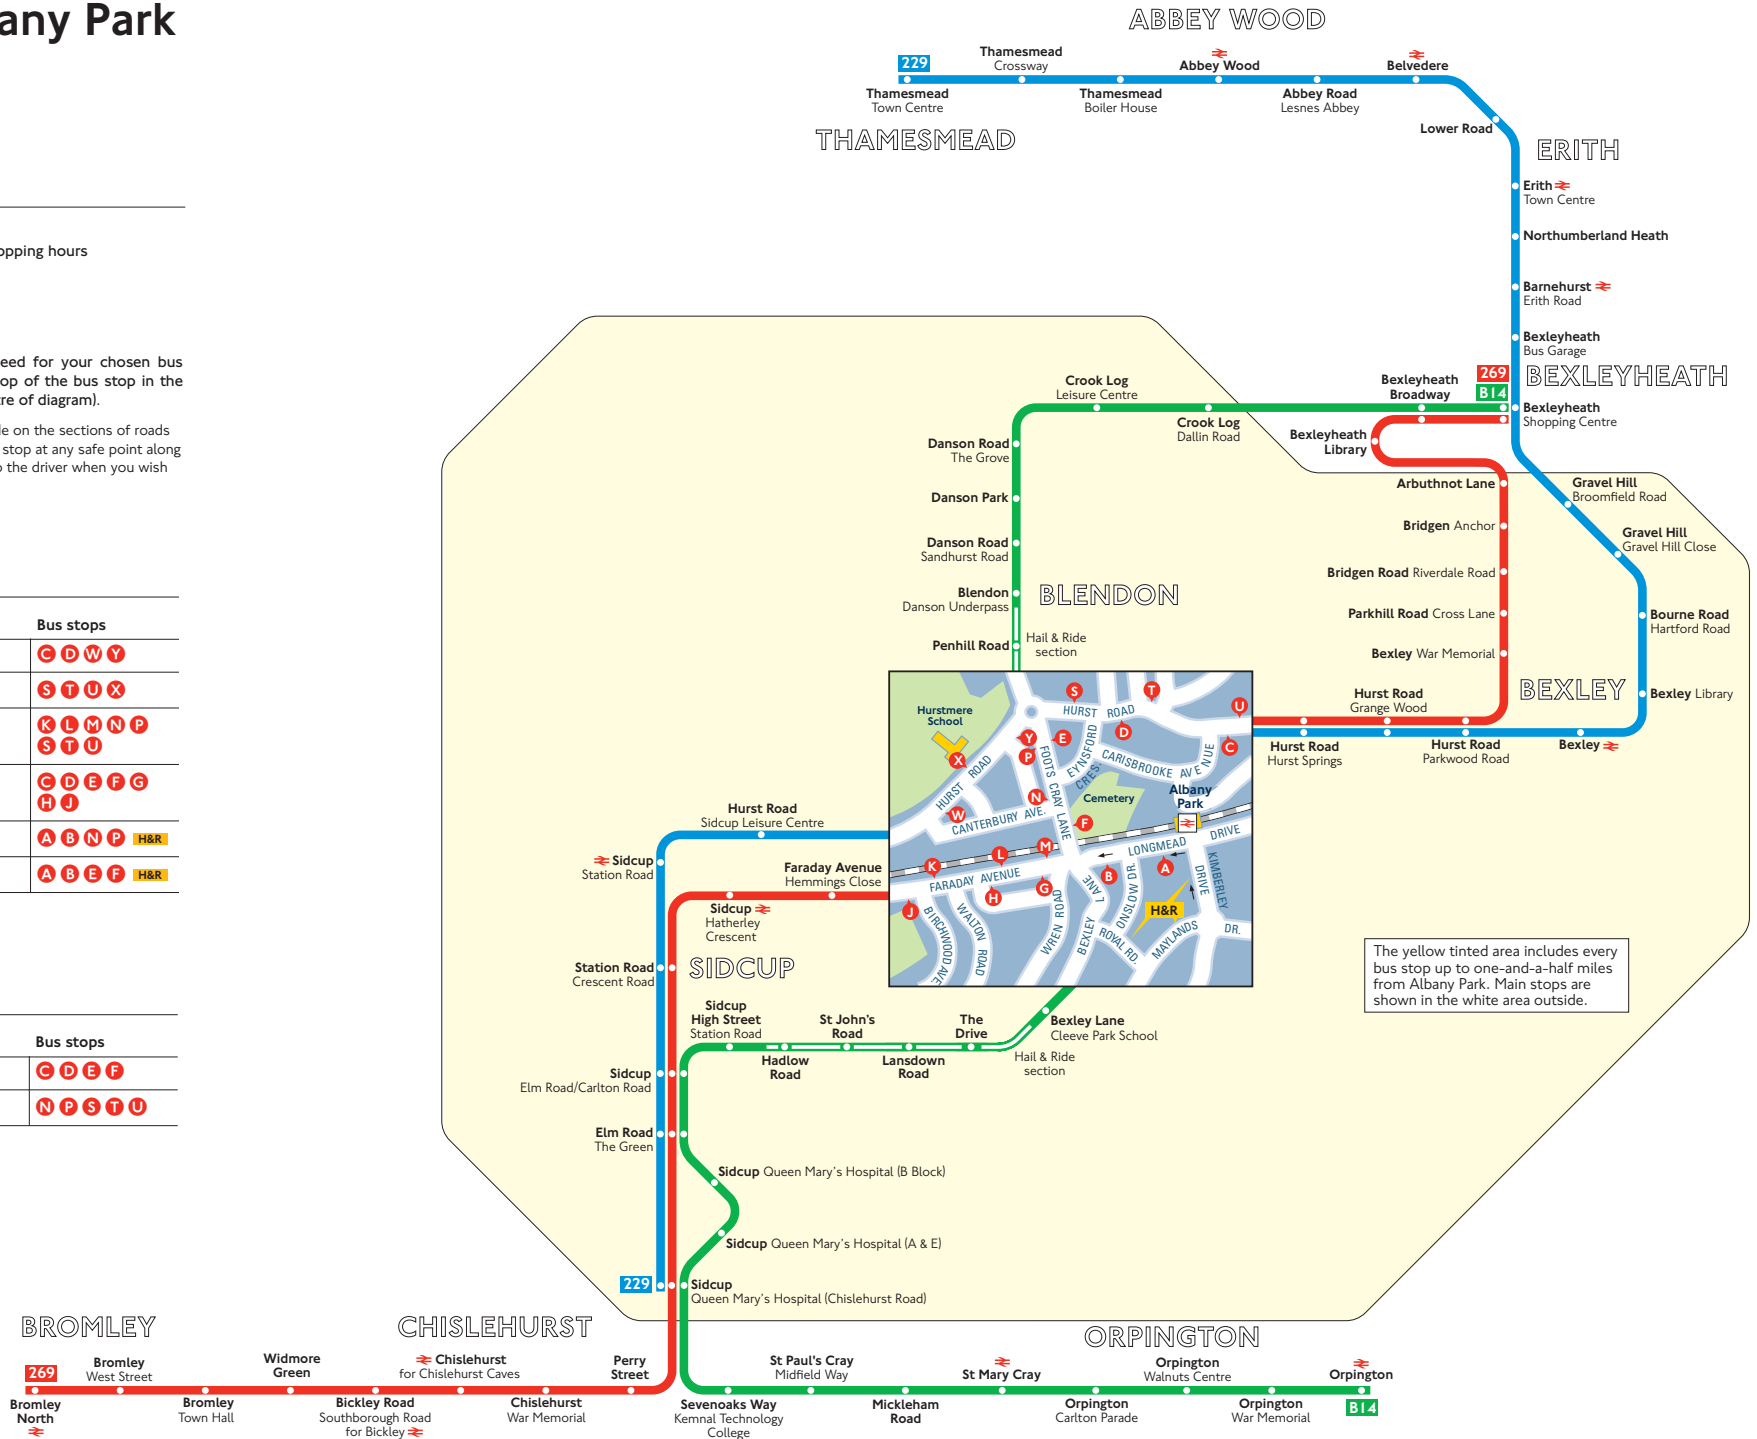 any Park
opping hours
eed for your chosen bus
op of the bus stop in the
re of diagram).
le on the sections of roads
stop at any safe point along
o the driver when you wish
Bus stops
C D W Y
S T U X
K L M N P
S T U
C D E F G
H J
A B N P H&R
A B E F H&R
Bus stops
C D E F
N P S T U
ABBEY WOOD
229
Thamesmead
Town Centre
Thamesmead
Crossway
Thamesmead
Boiler House
Abbey Wood
Abbey Road
Lesnes Abbey
Belvedere
THAMESMEAD
Lower Road
ERITH
Erith
Town Centre
Northumberland Heath
Barnehurst
Erith Road
Bexleyheath
Bus Garage
269
B14
BEXLEYHEATH
Bexleyheath
Shopping Centre
Bexleyheath
Broadway
Crook Log
Leisure Centre
Crook Log
Dallin Road
Bexleyheath
Library
Danson Road
The Grove
Danson Park
Danson Road
Sandhurst Road
Blendon
Danson Underpass
BLENDON
Penhill Road
Hail & Ride
section
Arbuthnot Lane
Bridgen Anchor
Bridgen Road Riverdale Road
Parkhill Road Cross Lane
Bexley War Memorial
Gravel Hill
Broomfield Road
Gravel Hill
Gravel Hill Close
Bourne Road
Hartford Road
BEXLEY
Bexley Library
Hurst Road
Grange Wood
Hurst Road
Hurst Springs
Hurst Road
Parkwood Road
Bexley
Hurstmere
School
HURST ROAD
S
T
U
Y
E
D
C
P
X
FOOTS CRAY LANE
EYNSFORD
CRES
CARISBROOKE AVENUE
HURST ROAD
N
Cemetery
Albany
Park
W
CANTERBURY AVE.
F
LONGMEAD DRIVE
K
L
M
FARADAY AVENUE
G
B
A
H
J
LANE
ONSLOW DR.
DRIVE
KIMBERLEY
H&R
BIRCHWOOD AVE.
WALTON ROAD
WREN ROAD
BEXLEY
ROYAL RD.
MAYLANDS
DR.
Hurst Road
Sidcup Leisure Centre
Sidcup
Station Road
Faraday Avenue
Hemmings Close
Sidcup
Hatherley
Crescent
Station Road
Crescent Road
SIDCUP
Sidcup
High Street
Station Road
Hadlow
Road
St John's
Road
Lansdown
Road
The
Drive
Bexley Lane
Cleeve Park School
Hail & Ride
section
The yellow tinted area includes every
bus stop up to one-and-a-half miles
from Albany Park. Main stops are
shown in the white area outside.
Sidcup
Elm Road/Carlton Road
Elm Road
The Green
Sidcup Queen Mary's Hospital (B Block)
Sidcup Queen Mary's Hospital (A & E)
229
Sidcup
Queen Mary's Hospital (Chislehurst Road)
BROMLEY
CHISLEHURST
ORPINGTON
269
Bromley
North
Bromley
West Street
Bromley
Town Hall
Widmore
Green
Bickley Road
Southborough Road
for Bickley
Chislehurst
for Chislehurst Caves
Chislehurst
War Memorial
Perry
Street
Sevenoaks Way
Kemnal Technology
College
St Paul's Cray
Midfield Way
Mickleham
Road
St Mary Cray
Orpington
Carlton Parade
Orpington
Walnuts Centre
Orpington
War Memorial
Orpington
B14